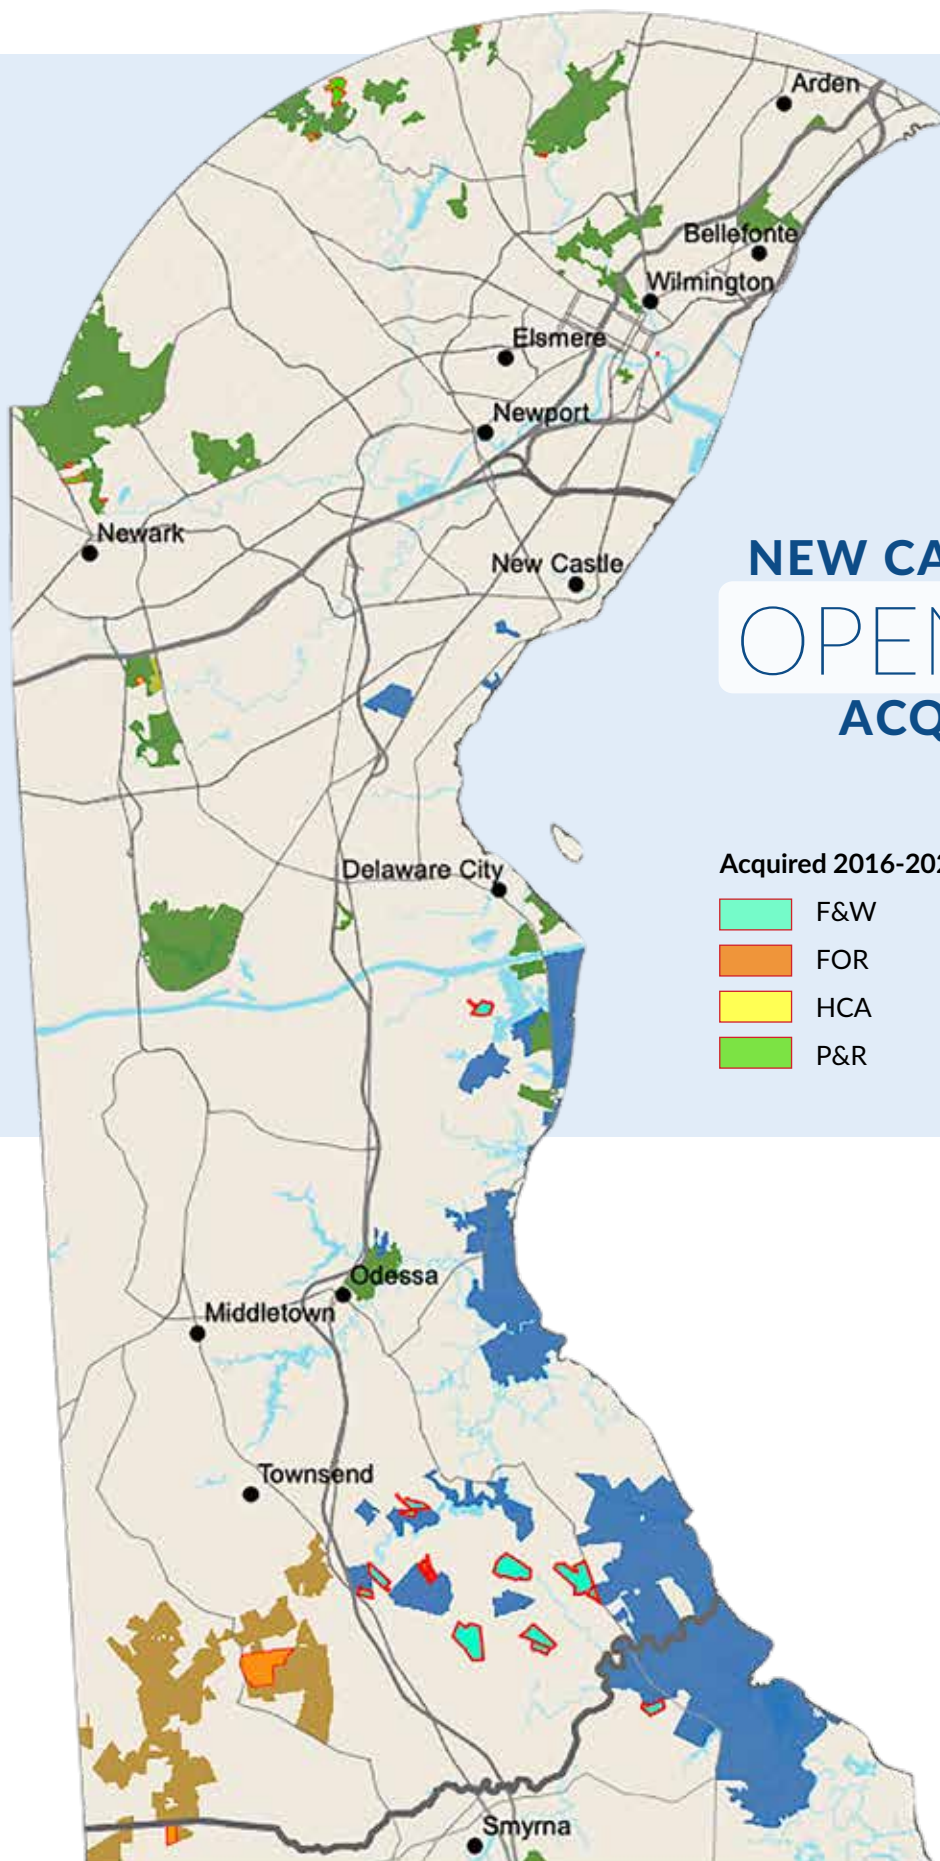 Arden
Bellefonte
Wilmington
Elsmere
Newport
Newark
New Castle
NEW CA
OPEN
ACQ
Delaware City
Acquired 2016-202
F&W
FOR
HCA
P&R
Odessa
Middletown
Townsend
Smyrna